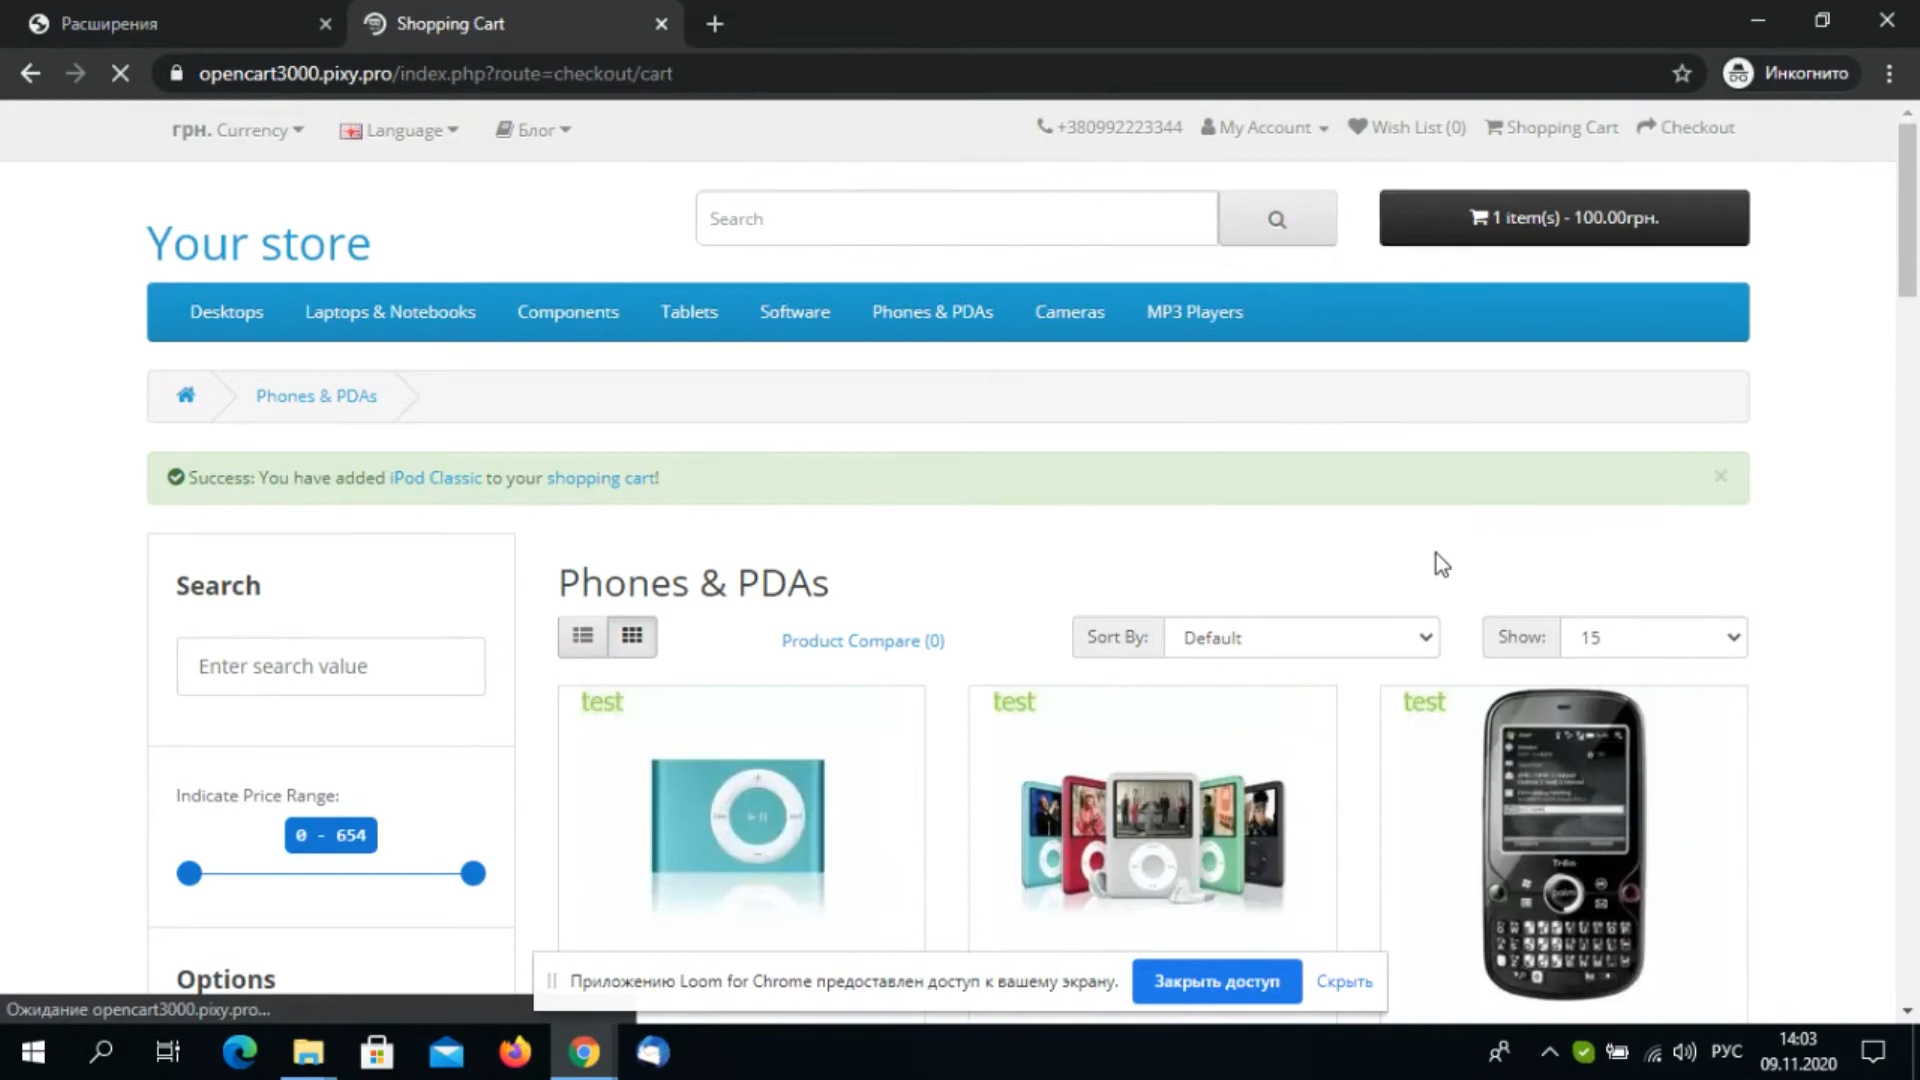 Расширения
Shopping Cart
opencart3000.pixy.pro/index.php?route=checkout/cart
Инкогнито
грн. Currency
Language
Блог
+380992223344
My Account
Wish List (0)
Shopping Cart
Checkout
Your store
Search
1 item(s) - 100.00грн.
Desktops
Laptops & Notebooks
Components
Tablets
Software
Phones & PDAs
Cameras
MP3 Players
Phones & PDAs
Success: You have added iPod Classic to your shopping cart!
Search
Enter search value
Indicate Price Range:
0 - 654
Options
Phones & PDAs
Product Compare (0)
Sort By:
Default
Show:
15
test
test
test
Приложению Loom for Chrome предоставлен доступ к вашему экрану.
Закрыть доступ
Скрыть
Ожидание opencart3000.pixy.pro...
РУС
14:03
09.11.2020